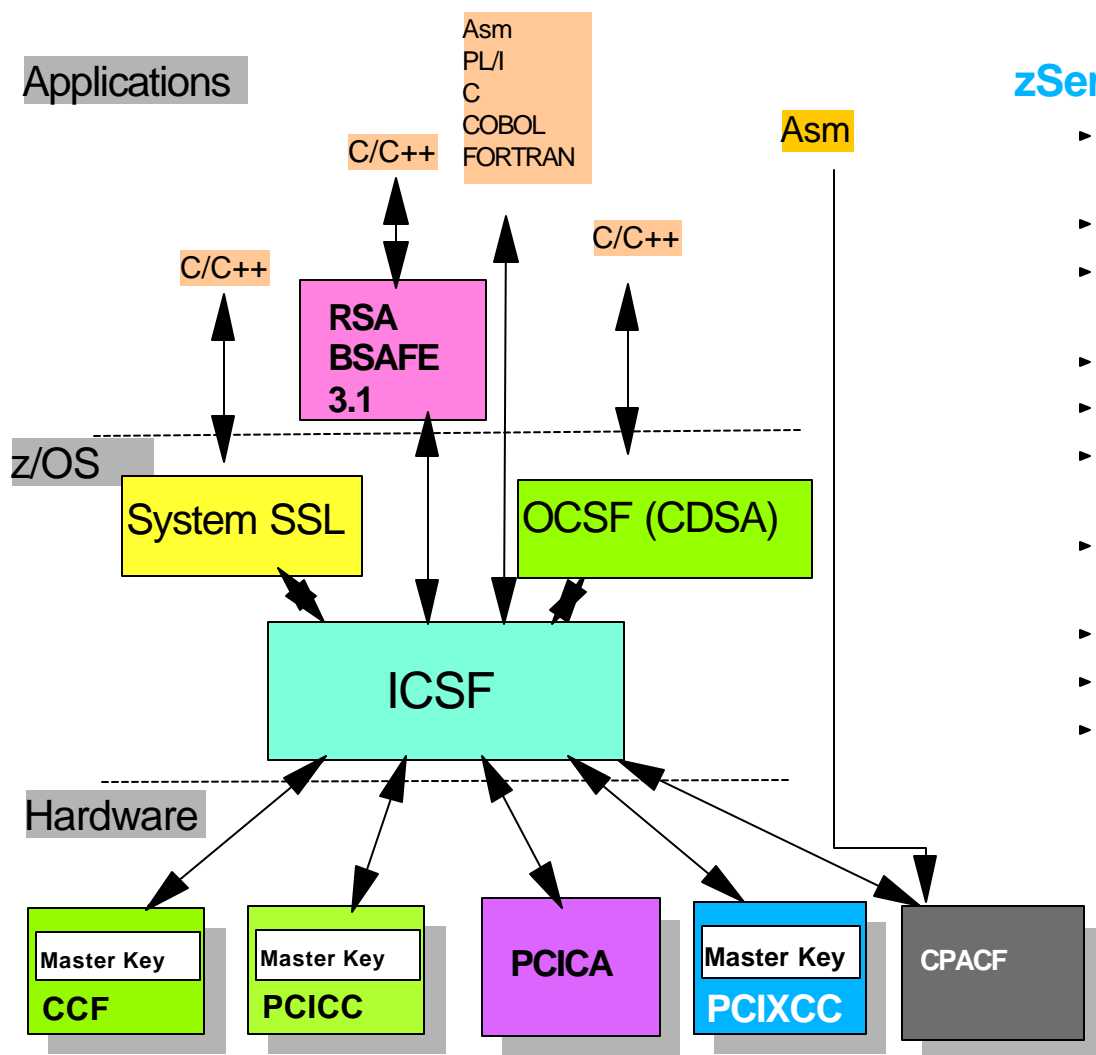 Applications
Asm
PL/I
C
COBOL
FORTRAN
zSer
Asm
C/C++
C/C++
C/C++
RSA
BSAFE
3.1
z/OS
System SSL
OCSF (CDSA)
ICSF
Hardware
Master Key
CCF
Master Key
PCICC
PCICA
Master Key
PCIXCC
CPACF